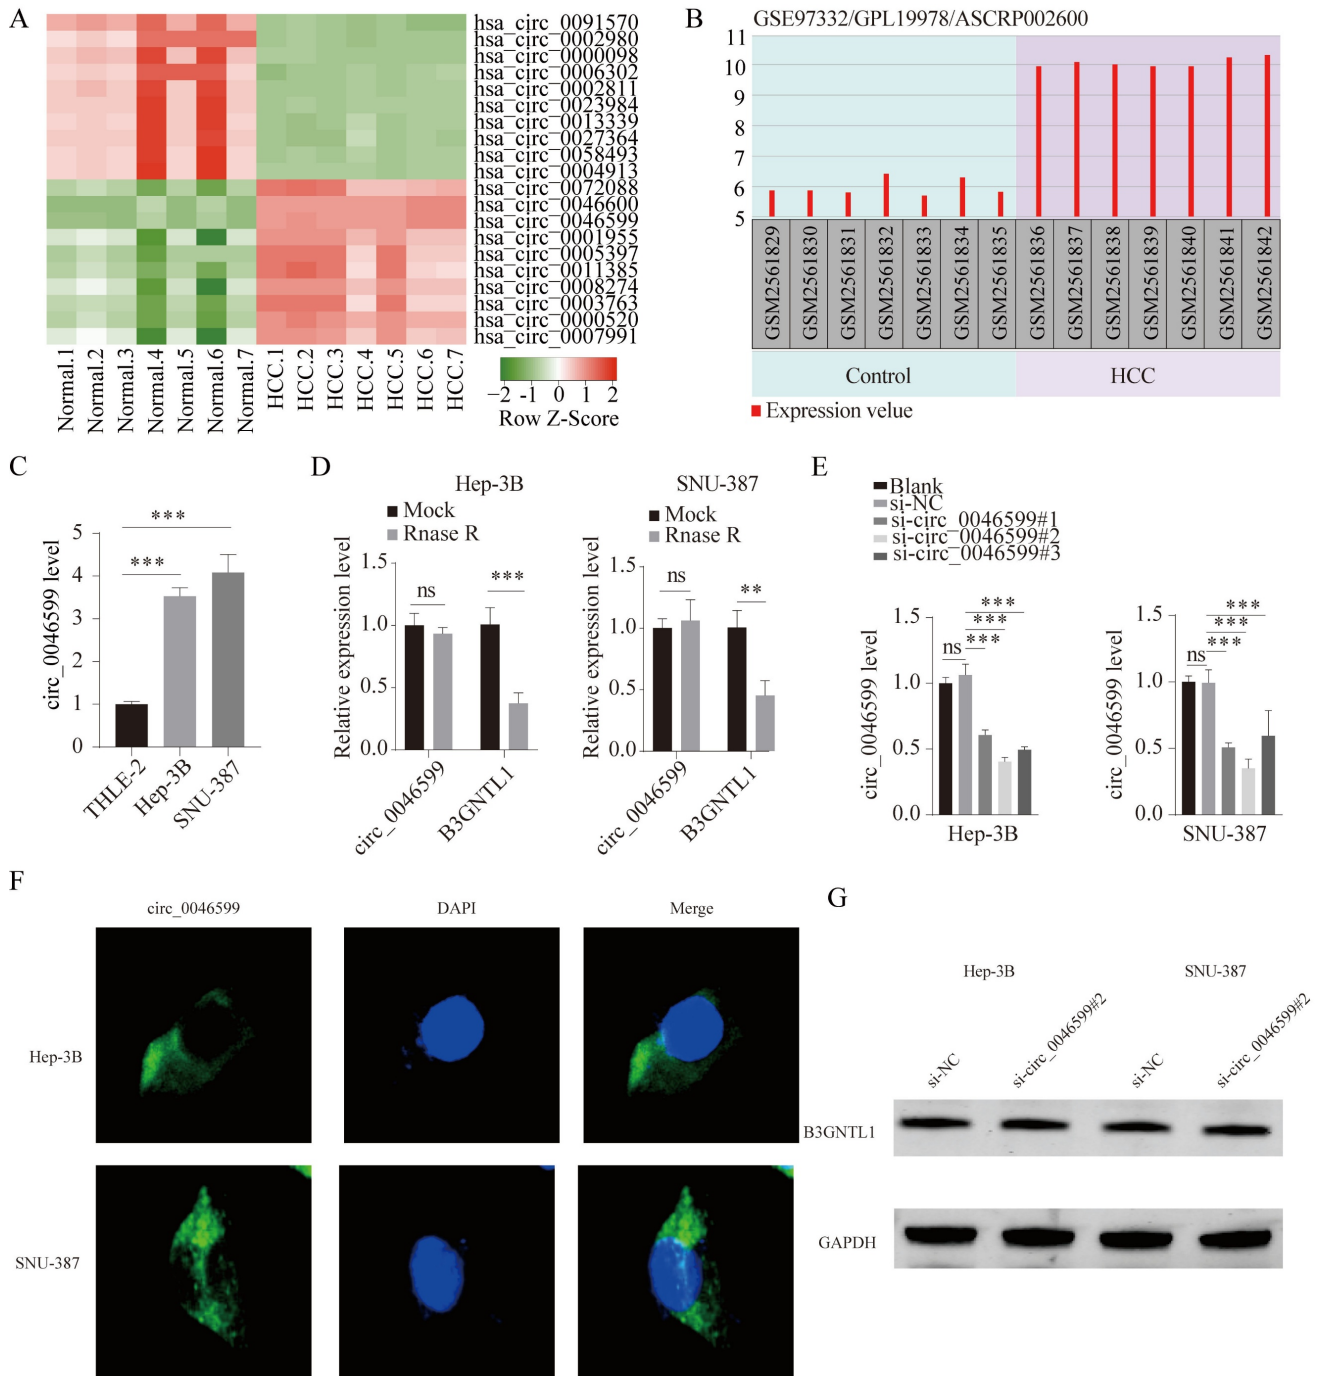 A
hsa_circ_0091570
hsa_circ_0002980
hsa_circ_0000098
hsa_circ_0006302
hsa_circ_0002811
hsa_circ_0023984
hsa_circ_0013339
hsa_circ_0027364
hsa_circ_0058493
hsa_circ_0004913
hsa_circ_0072088
hsa_circ_0046600
hsa_circ_0046599
hsa_circ_0001955
hsa_circ_0005397
hsa_circ_0011385
hsa_circ_0008274
hsa_circ_0003763
hsa_circ_0000520
hsa_circ_0007991
Normal.1
Normal.2
Normal.3
Normal.4
Normal.5
Normal.6
Normal.7
HCC.1
HCC.2
HCC.3
HCC.4
HCC.5
HCC.6
HCC.7
−2 -1 0 1 2
Row Z-Score
B
GSE97332/GPL19978/ASCRP002600
11
10
9
8
7
6
5
GSM2561829
GSM2561830
GSM2561831
GSM2561832
GSM2561833
GSM2561834
GSM2561835
GSM2561836
GSM2561837
GSM2561838
GSM2561839
GSM2561840
GSM2561841
GSM2561842
Control
HCC
Expression velue
C
circ_0046599 level
5
4
3
2
1
0
***
***
THLE-2
Hep-3B
SNU-387
D
Hep-3B
Mock
Rnase R
Relative expression level
1.5
1.0
0.5
0.0
ns
***
circ_0046599
B3GNTL1
SNU-387
Mock
Rnase R
Relative expression level
1.5
1.0
0.5
0.0
ns
**
circ_0046599
B3GNTL1
E
Blank
si-NC
si-circ_0046599#1
si-circ_0046599#2
si-circ_0046599#3
circ_0046599 level
1.5
1.0
0.5
0.0
ns
***
***
***
Hep-3B
circ_0046599 level
1.5
1.0
0.5
0.0
ns
***
***
***
SNU-387
F
circ_0046599
DAPI
Merge
Hep-3B
SNU-387
G
Hep-3B
SNU-387
si-NC
si-circ_0046599#2
si-NC
si-circ_0046599#2
B3GNTL1
GAPDH